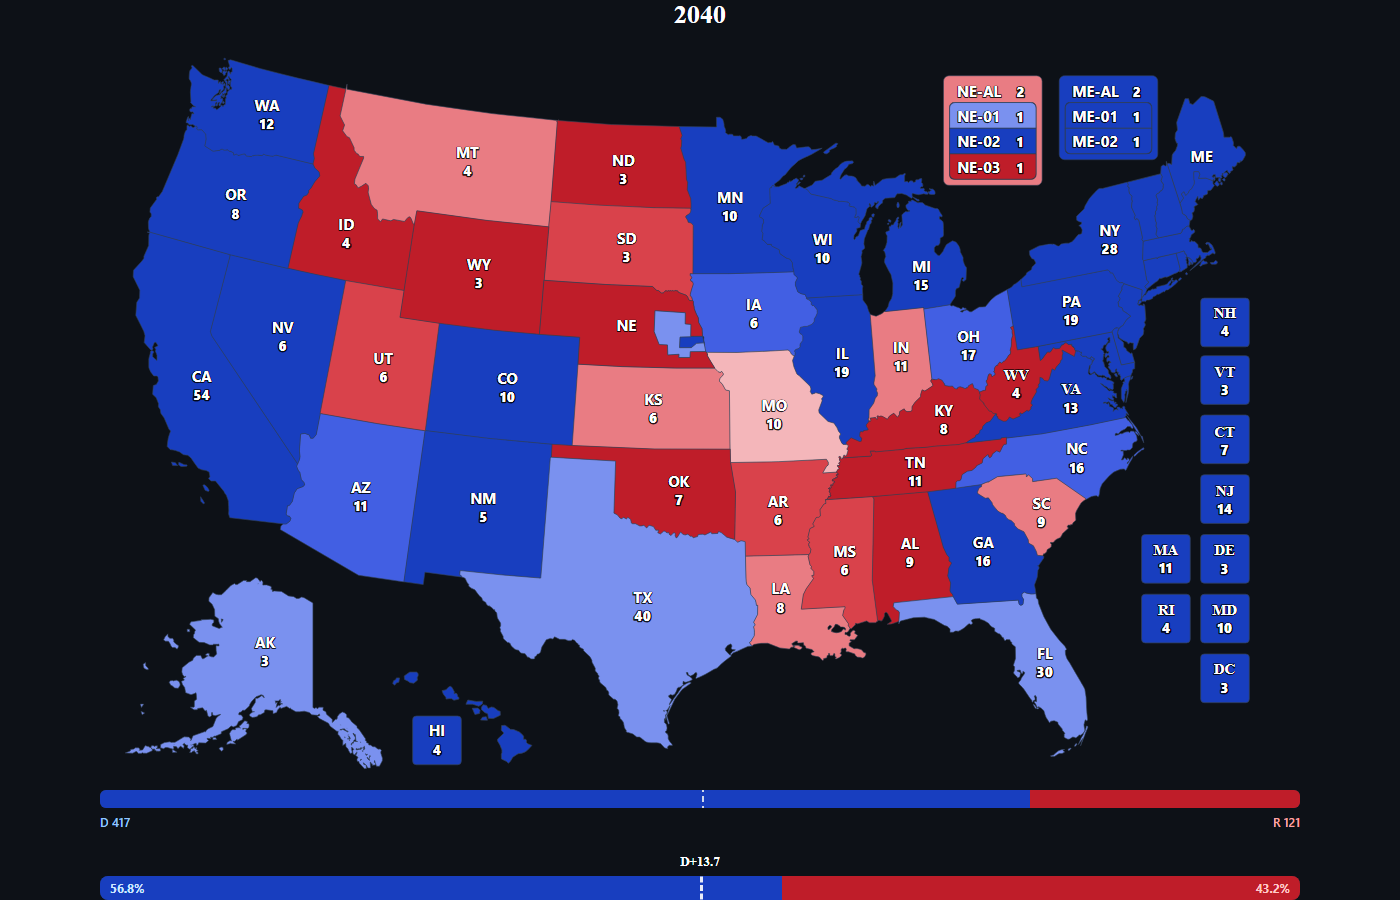 2040
WA
12
OR
8
CA
54
NV
6
ID
4
MT
4
WY
3
UT
6
AZ
11
CO
10
NM
5
ND
3
SD
3
NE
KS
6
OK
7
TX
40
MN
10
IA
6
MO
10
AR
6
LA
8
WI
10
IL
19
MI
15
IN
11
OH
17
KY
8
TN
11
MS
6
AL
9
GA
16
FL
30
SC
9
NC
16
VA
13
WV
4
PA
19
NY
28
ME
NE-AL 2
NE-01 1
NE-02 1
NE-03 1
ME-AL 2
ME-01 1
ME-02 1
NH
4
VT
3
CT
7
NJ
14
MA
11
DE
3
RI
4
MD
10
DC
3
AK
3
HI
4
D 417
R 121
D+13.7
56.8%
43.2%